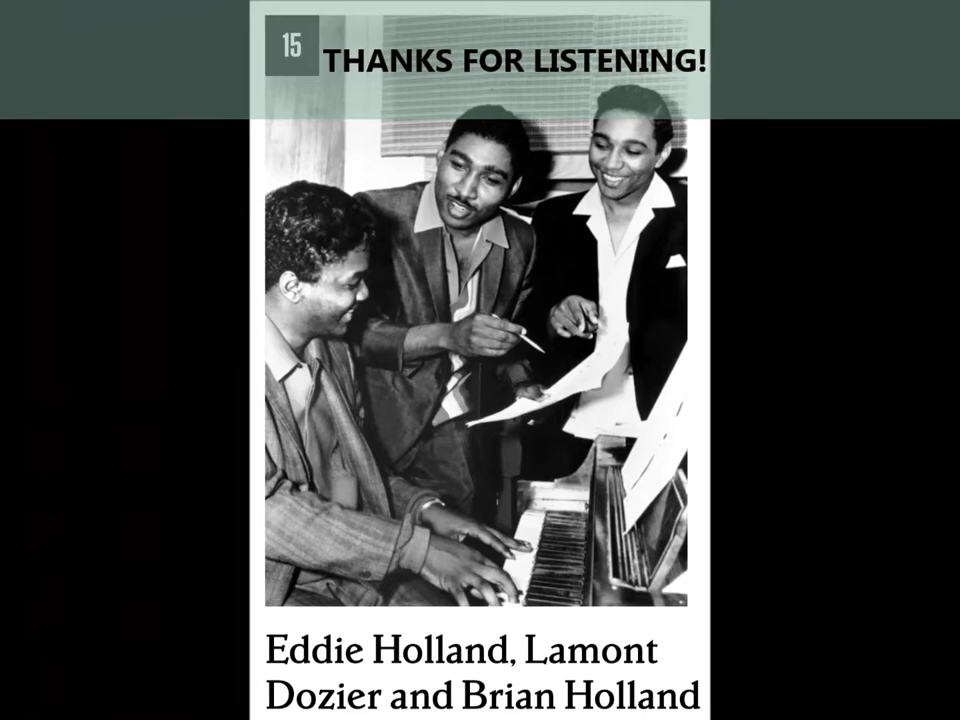 15
THANKS FOR LISTENING!
Eddie Holland, Lamont
Dozier and Brian Holland